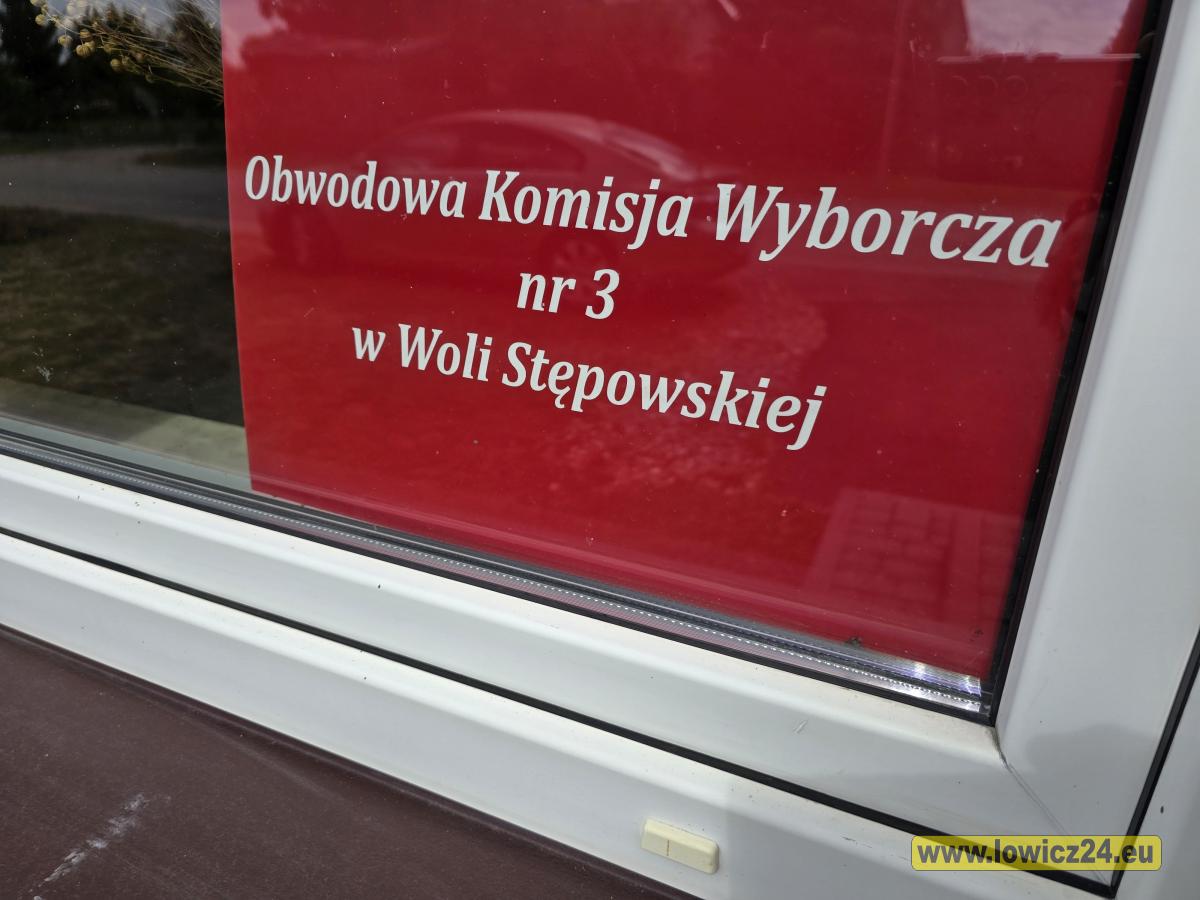 Obwodowa Komisja Wyborcza
nr 3
w Woli Stępowskiej
www.lowicz24.eu